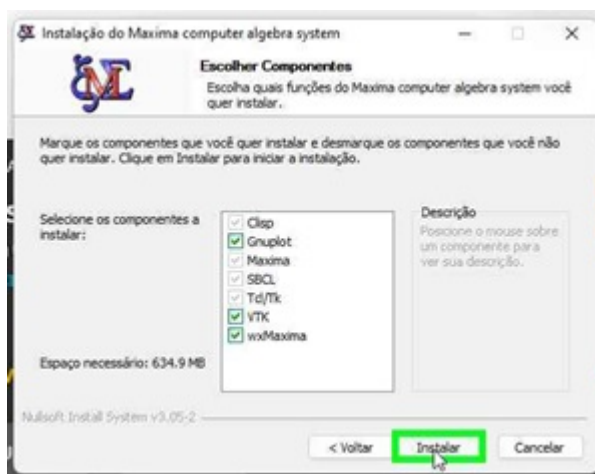 Instalação do Maxima computer algebra system
Escolher Componentes
Escolha quais funções do Maxima computer algebra system você
quer instalar.
Marque os componentes que você quer instalar e desmarque os componentes que você não
quer instalar. Clique em Instalar para iniciar a instalação.
Selecione os componentes a
instalar:
Clisp
Gnuplot
Maxima
SBCL
Tcl/Tk
VTK
wxMaxima
Descrição
Posicione o mouse sobre
um componente para
ver sua descrição.
Espaço necessário: 634.9 MB
Nullsoft Install System v3.05-2
< Voltar
Instalar
Cancelar